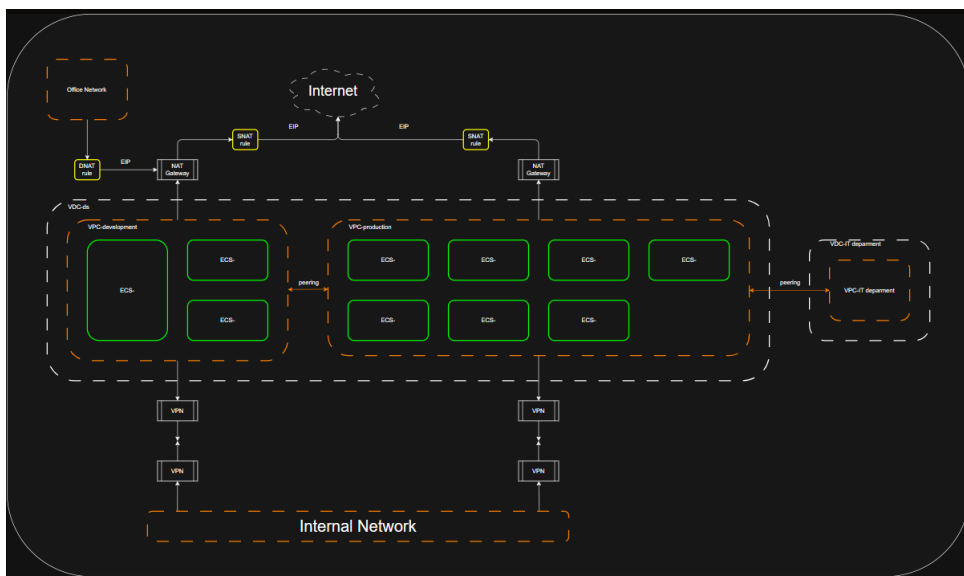 Internet
Office Network
SNAT
rule
EIP
EIP
SNAT
rule
DNAT
rule
EIP
NAT
Gateway
NAT
Gateway
VDC-ds
VPC-development
VPC-production
ECS-
ECS-
ECS-
ECS-
ECS-
ECS-
ECS-
ECS-
ECS-
ECS-
peering
peering
VDC-IT deparment
VPC-IT deparment
VPN
VPN
VPN
VPN
Internal Network